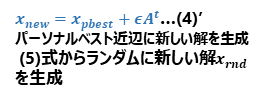 x_new = x_pbest + ϵA^t…(4)′
パーソナルベスト近辺に新しい解を生成
(5)式からランダムに新しい解x_rnd
を生成